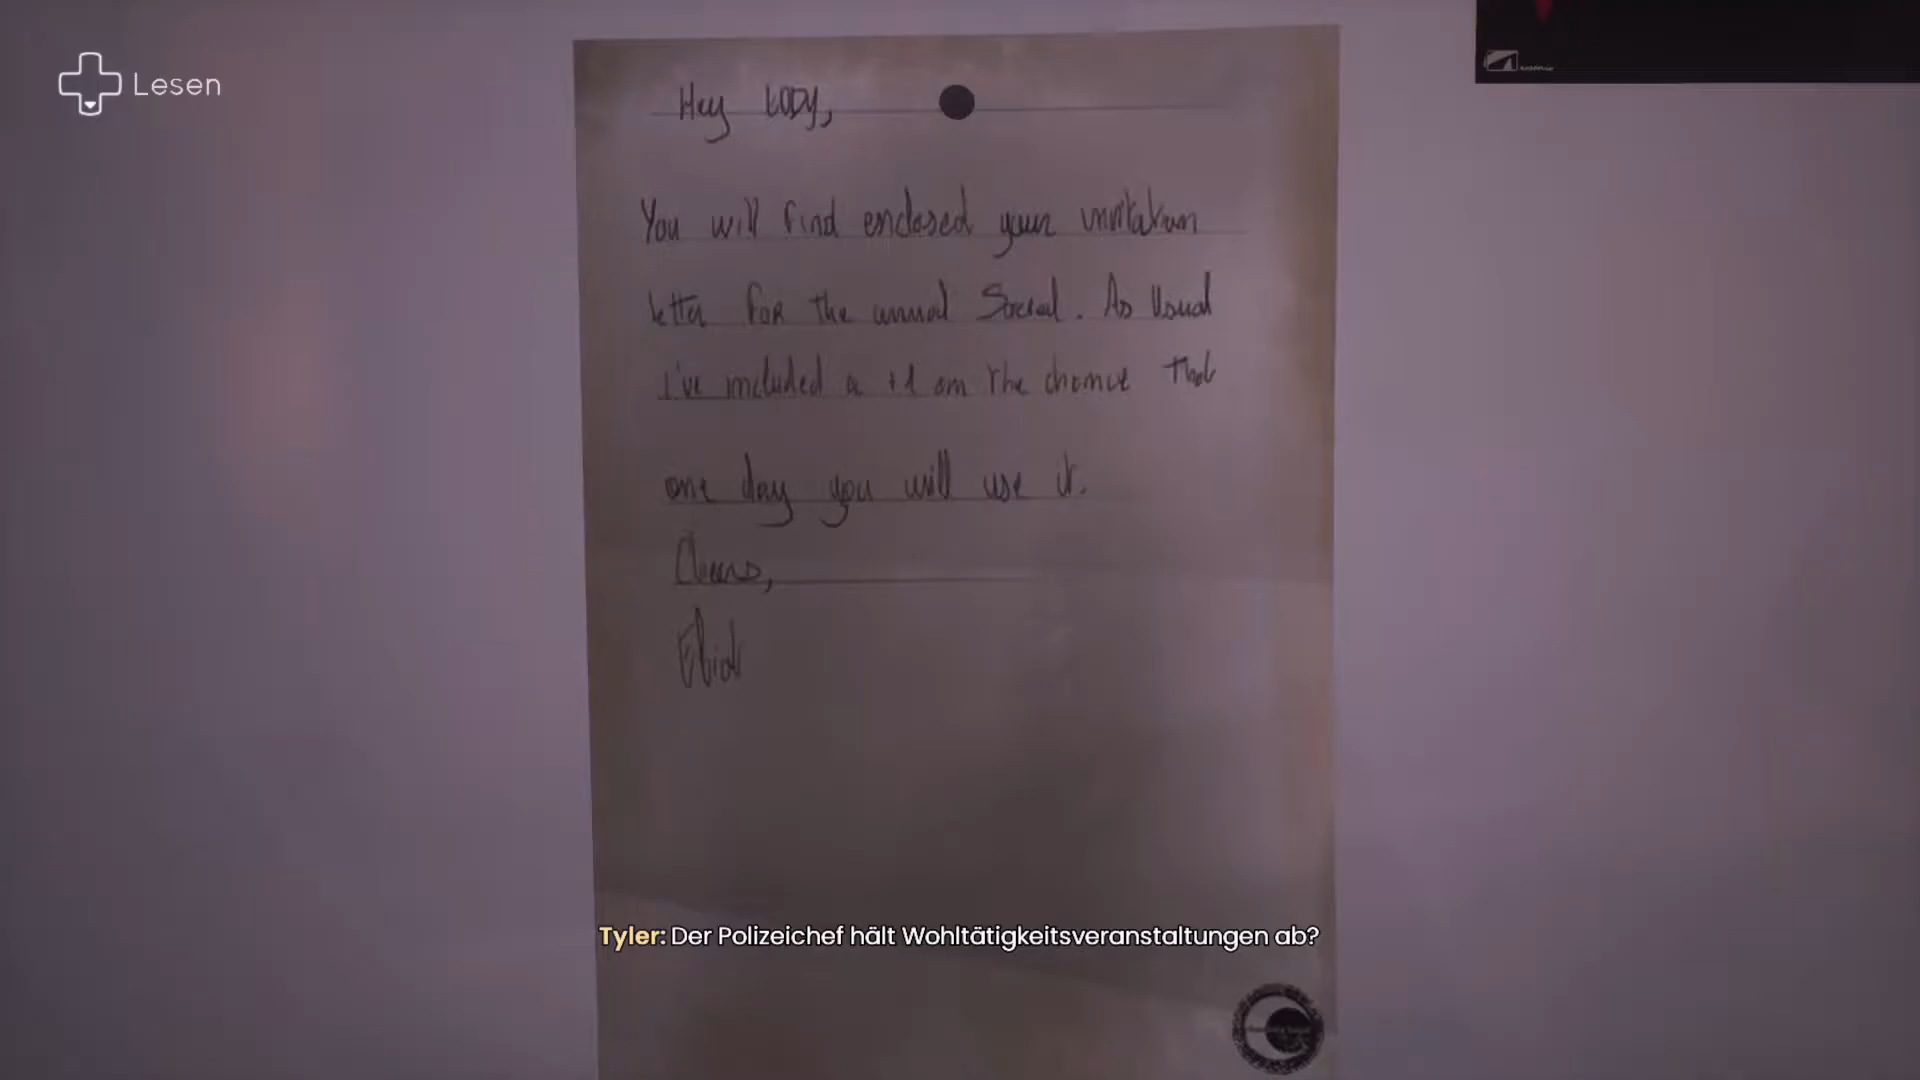 Lesen
Hey KODY,
You will find enclosed your invitation
letter for the annual Social. As Usual
I've included a +1 on the chance that
one day you will use it.
Cheers,
Tyler: Der Polizeichef hält Wohltätigkeitsveranstaltungen ab?